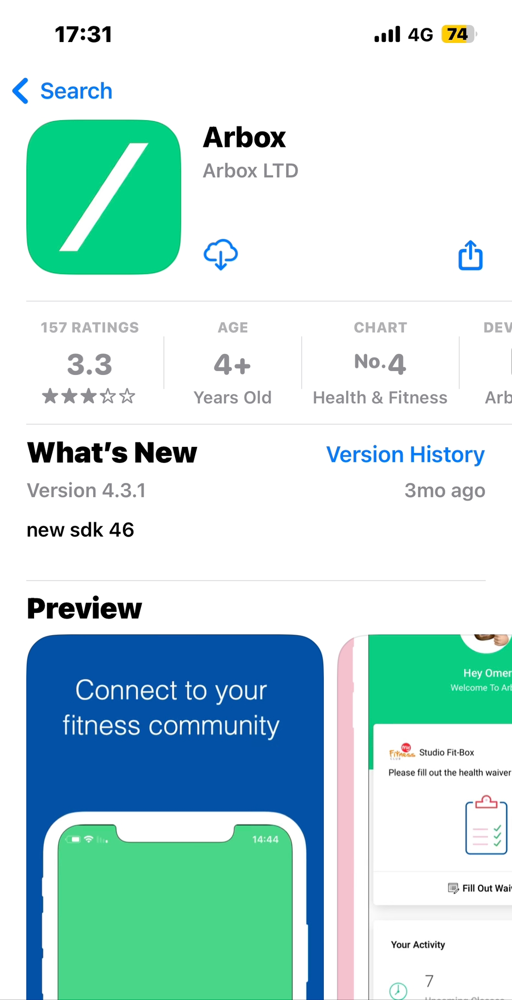 17:31
4G
74
Search
Arbox
Arbox LTD
157 RATINGS
3.3
AGE
4+
Years Old
CHART
No.4
Health & Fitness
DEV
Arb
What's New
Version History
Version 4.3.1
3mo ago
new sdk 46
Preview
Connect to your
fitness community
14:44
Hey Omer
Welcome To Arb
my
Fitness
CLUB
Studio Fit-Box
Please fill out the health waiver
Fill Out Waiv
Your Activity
7